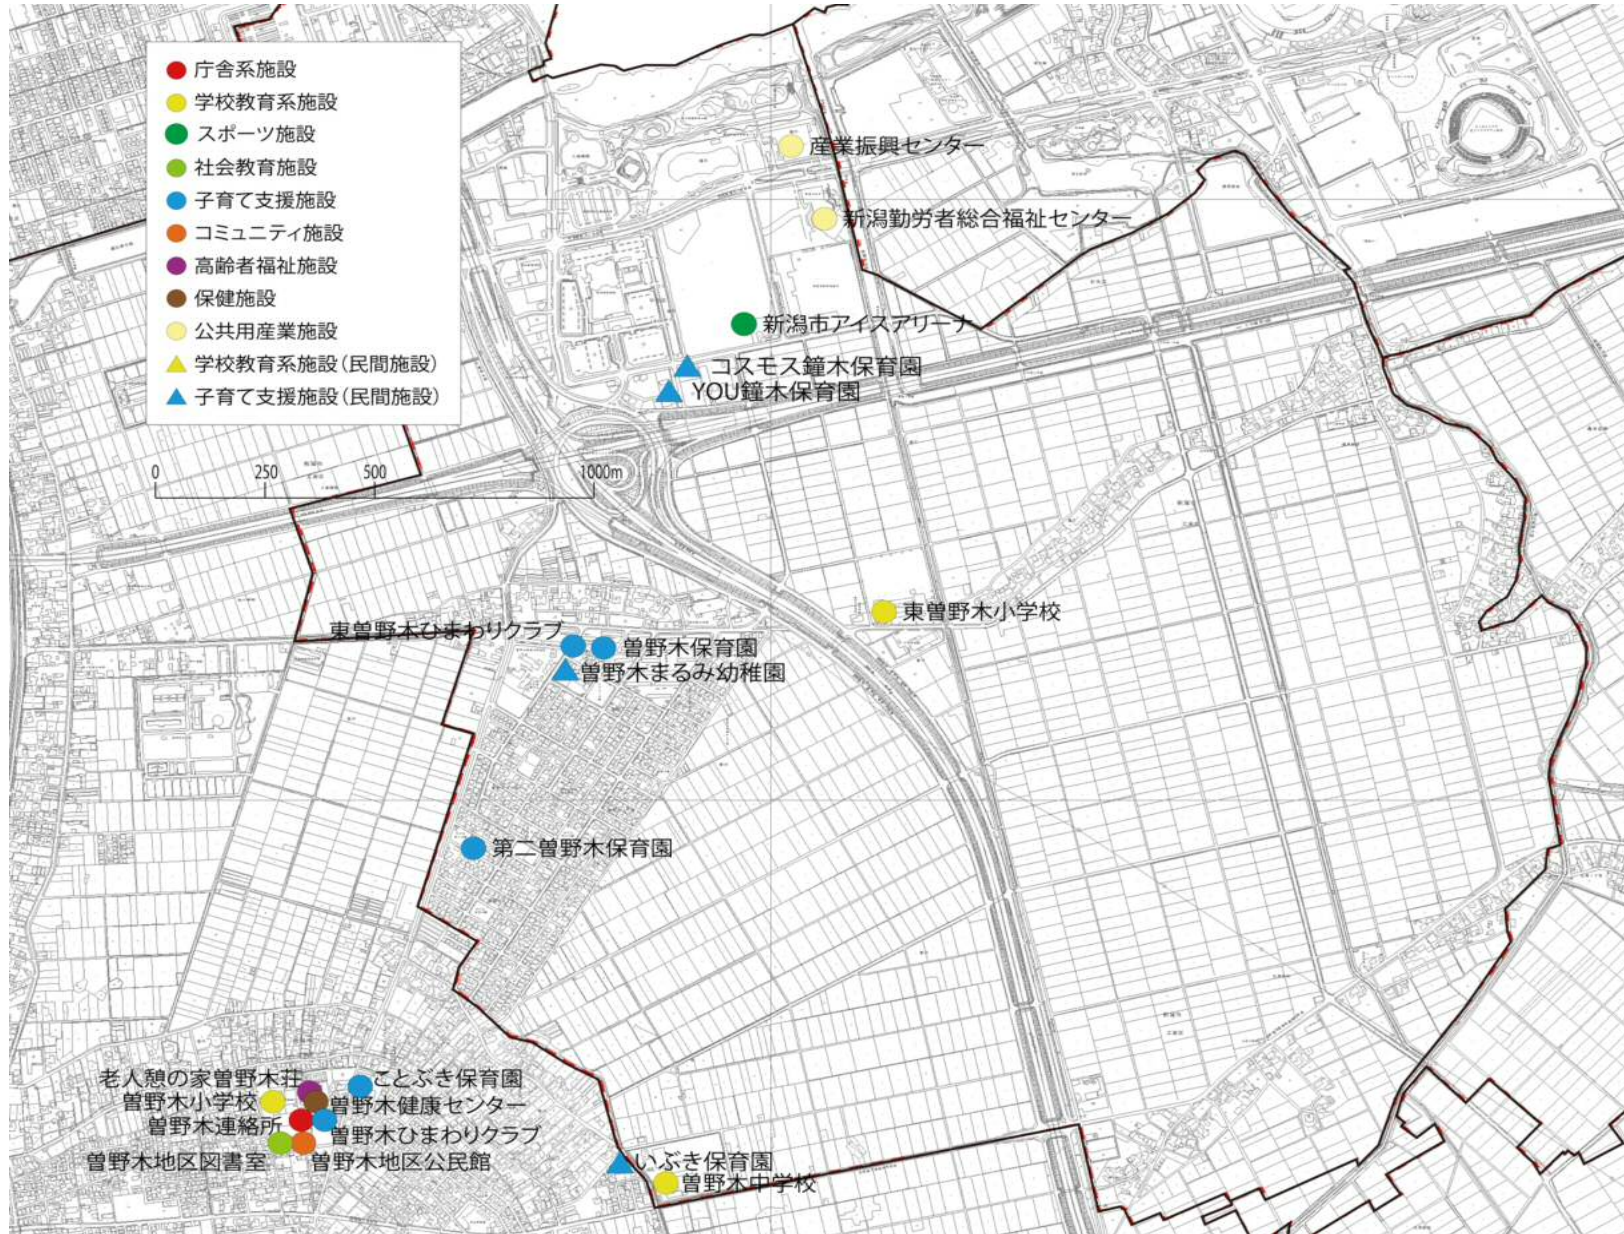 庁舎系施設
学校教育系施設
スポーツ施設
社会教育施設
子育て支援施設
コミュニティ施設
高齢者福祉施設
保健施設
公共用産業施設
学校教育系施設(民間施設)
子育て支援施設(民間施設)
産業振興センター
新潟勤労者総合福祉センター
新潟市アイスアリーナ
コスモス鐘木保育園
YOU鐘木保育園
0 250 500 1000m
東曽野木小学校
東曽野木ひまわりクラブ
曽野木保育園
曽野木まるみ幼稚園
第二曽野木保育園
老人憩の家曽野木荘
ことぶき保育園
曽野木小学校
曽野木健康センター
曽野木連絡所
曽野木ひまわりクラブ
曽野木地区図書室
曽野木地区公民館
いぶき保育園
曽野木中学校